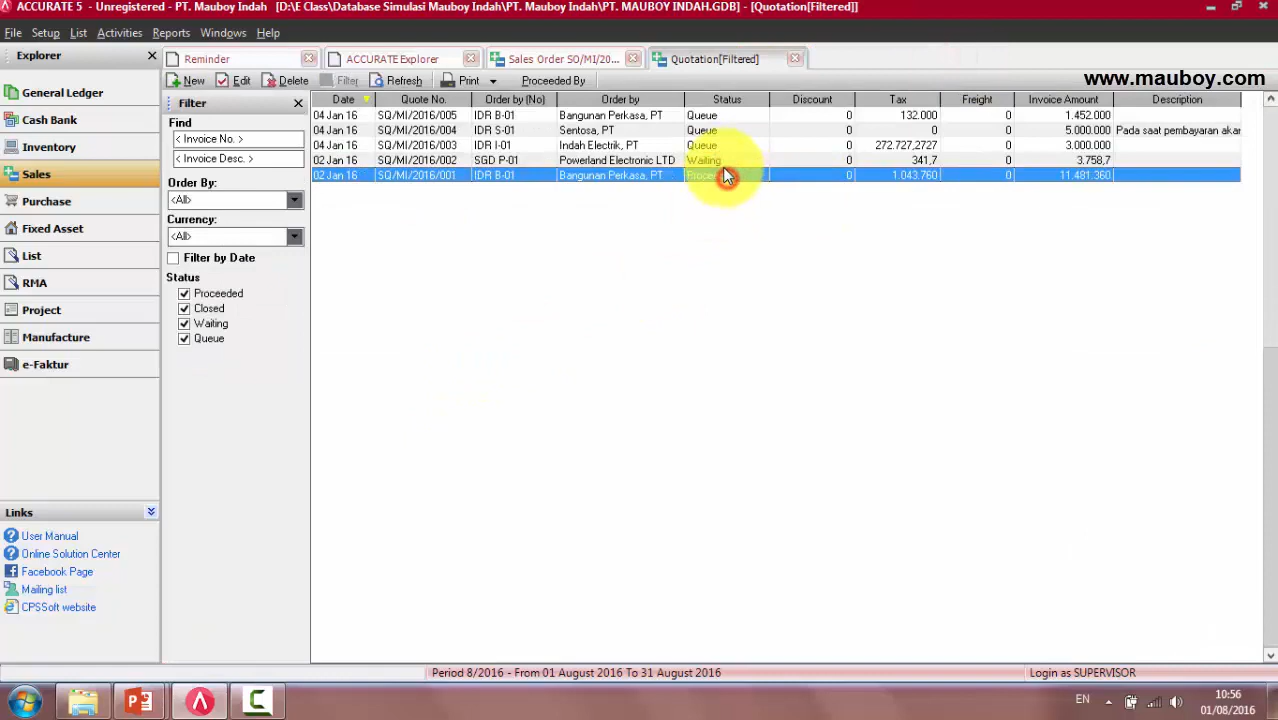 ACCURATE 5 - Unregistered - PT. Mauboy Indah - [D:\E Class\Database Simulasi Mauboy Indah\PT. Mauboy Indah\PT. MAUBOY INDAH.GDB] - [Quotation[Filtered]]
File Setup List Activities Reports Windows Help
Explorer
Reminder
ACCURATE Explorer
Sales Order SO/MI/20...
Quotation[Filtered]
New Edit Delete Filter Refresh Print Proceeded By
www.mauboy.com
General Ledger
Cash Bank
Inventory
Sales
Purchase
Fixed Asset
List
RMA
Project
Manufacture
e-Faktur
Links
User Manual
Online Solution Center
Facebook Page
Mailing list
CPSSoft website
Filter
Find
< Invoice No. >
< Invoice Desc. >
Order By:
<All>
Currency:
<All>
Filter by Date
Status
Proceeded
Closed
Waiting
Queue
Date Quote No. Order by (No) Order by Status Discount Tax Freight Invoice Amount Description
04 Jan 16 SQ/MI/2016/005 IDR B-01 Bangunan Perkasa, PT Queue 0 132.000 0 1.452.000
04 Jan 16 SQ/MI/2016/004 IDR S-01 Sentosa, PT Queue 0 0 0 5.000.000 Pada saat pembayaran akar
04 Jan 16 SQ/MI/2016/003 IDR I-01 Indah Electrik, PT Queue 0 272.727,2727 0 3.000.000
02 Jan 16 SQ/MI/2016/002 SGD P-01 Powerland Electronic LTD Waiting 0 341,7 0 3.758,7
02 Jan 16 SQ/MI/2016/001 IDR B-01 Bangunan Perkasa, PT 0 1.043.760 0 11.481.360
Period 8/2016 - From 01 August 2016 To 31 August 2016
Login as SUPERVISOR
EN
10:56
01/08/2016